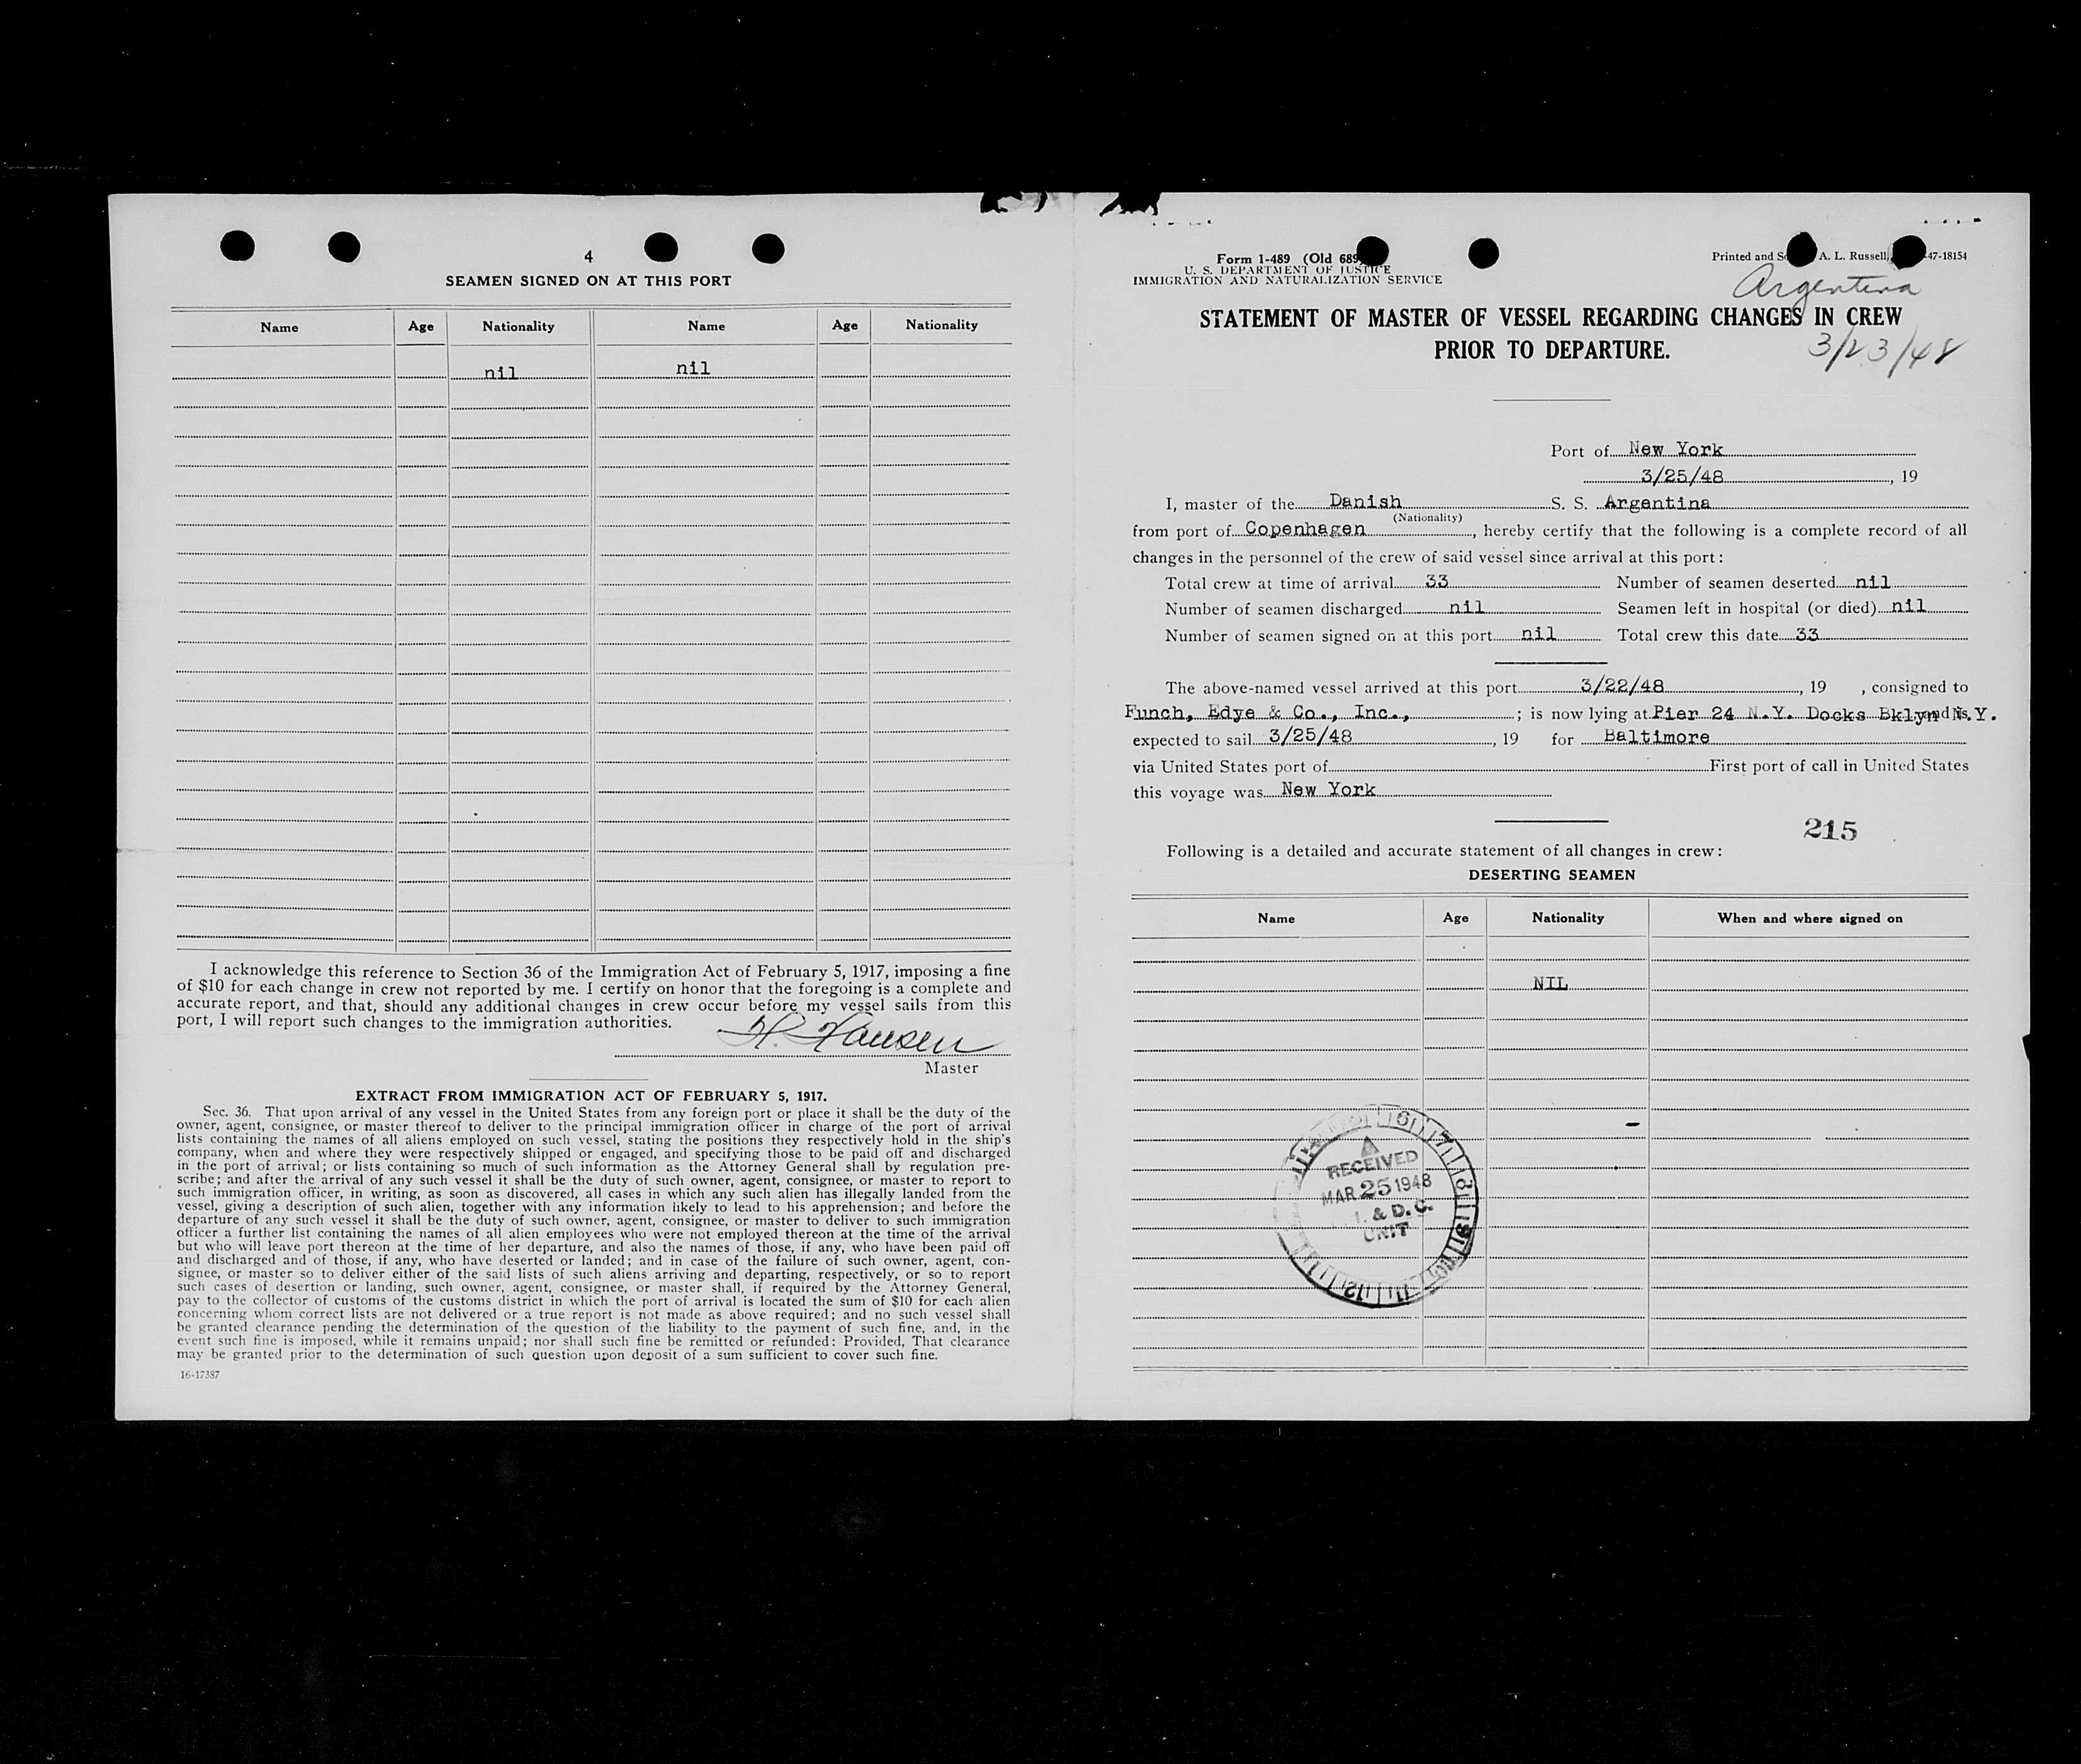 4
SEAMEN SIGNED ON AT THIS PORT
Name Age Nationality Name Age Nationality
nil nil
I acknowledge this reference to Section 36 of the Immigration Act of February 5, 1917, imposing a fine
of $10 for each change in crew not reported by me. I certify on honor that the foregoing is a complete and
accurate report, and that, should any additional changes in crew occur before my vessel sails from this
port, I will report such changes to the immigration authorities.
H. Hansen
Master
EXTRACT FROM IMMIGRATION ACT OF FEBRUARY 5, 1917.
Sec. 36. That upon arrival of any vessel in the United States from any foreign port or place it shall be the duty of the
owner, agent, consignee, or master thereof to deliver to the principal immigration officer in charge of the port of arrival
lists containing the names of all aliens employed on such vessel, stating the positions they respectively hold in the ship's
company, when and where they were respectively shipped or engaged, and specifying those to be paid off and discharged
in the port of arrival; or lists containing so much of such information as the Attorney General shall by regulation pre-
scribe; and after the arrival of any such vessel it shall be the duty of such owner, agent, consignee, or master to report to
such immigration officer, in writing, as soon as discovered, all cases in which any such alien has illegally landed from the
vessel, giving a description of such alien, together with any information likely to lead to his apprehension; and before the
departure of any such vessel it shall be the duty of such owner, agent, consignee, or master to deliver to such immigration
officer a further list containing the names of all alien employees who were not employed thereon at the time of the arrival
but who will leave port thereon at the time of her departure, and also the names of those, if any, who have been paid off
and discharged and of those, if any, who have deserted or landed; and in case of the failure of such owner, agent, con-
signee, or master so to deliver either of the said lists of such aliens arriving and departing, respectively, or so to report
such cases of desertion or landing, such owner, agent, consignee, or master shall, if required by the Attorney General,
pay to the collector of customs of the customs district in which the port of arrival is located the sum of $10 for each alien
concerning whom correct lists are not delivered or a true report is not made as above required; and no such vessel shall
be granted clearance pending the determination of the question of the liability to the payment of such fine, and, in the
event such fine is imposed, while it remains unpaid; nor shall such fine be remitted or refunded: Provided, That clearance
may be granted prior to the determination of such question upon deposit of a sum sufficient to cover such fine.
16-17387
Form 1-489 (Old 689
U. S. DEPARTMENT OF JUSTICE
IMMIGRATION AND NATURALIZATION SERVICE
Printed and A. L. Russell, 47-18154
Argentina
STATEMENT OF MASTER OF VESSEL REGARDING CHANGES IN CREW
PRIOR TO DEPARTURE.
3/23/48
Port of New York
3/25/48, 19
I, master of the Danish S. S. Argentina
(Nationality)
from port of Copenhagen, hereby certify that the following is a complete record of all
changes in the personnel of the crew of said vessel since arrival at this port:
Total crew at time of arrival 33 Number of seamen deserted nil
Number of seamen discharged nil Seamen left in hospital (or died) nil
Number of seamen signed on at this port nil Total crew this date 33
The above-named vessel arrived at this port 3/22/48, 19 , consigned to
Funch, Edye & Co., Inc., ; is now lying at Pier 24 N.Y. Docks Bklyn N.Y. and is
expected to sail 3/25/48, 19 for Baltimore
via United States port of First port of call in United States
this voyage was New York
215
Following is a detailed and accurate statement of all changes in crew:
DESERTING SEAMEN
Name Age Nationality When and where signed on
NIL
RECEIVED
MAR 25 1948
I. & D. C.
UNIT